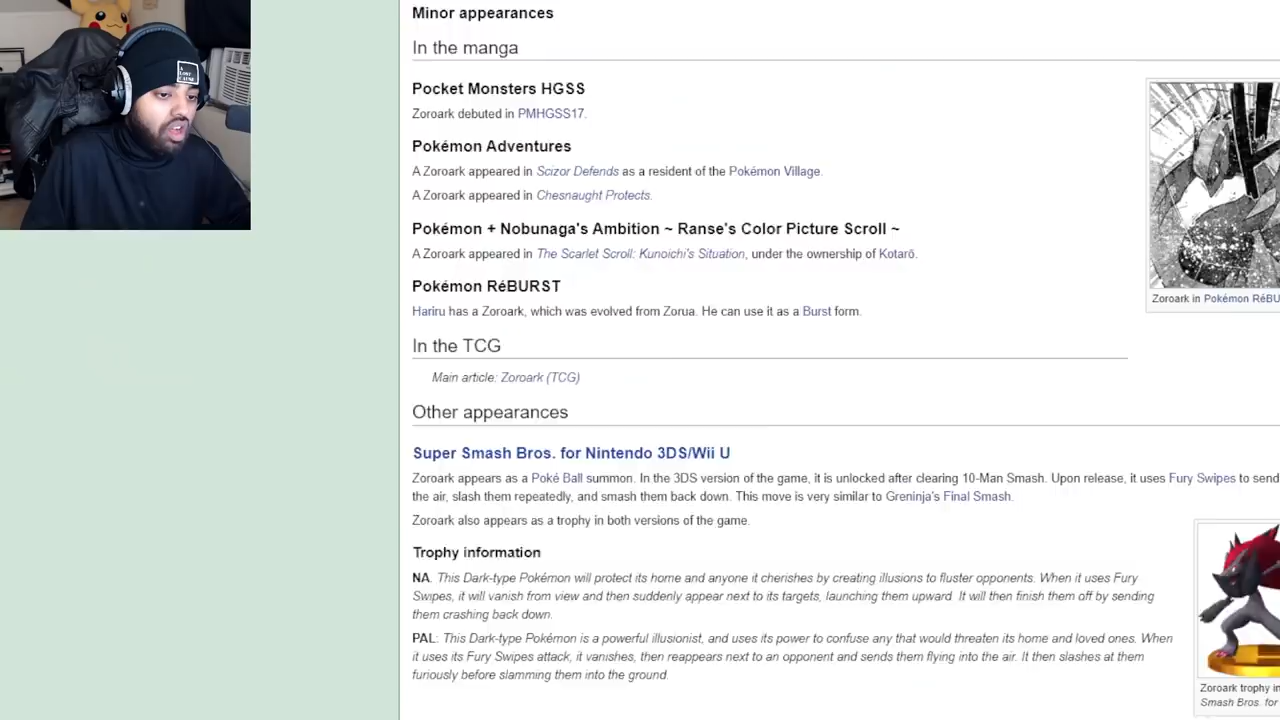 A
LOST
CAUSE
Minor appearances
In the manga
Pocket Monsters HGSS
Zoroark debuted in PMHGSS17.
Pokémon Adventures
A Zoroark appeared in Scizor Defends as a resident of the Pokémon Village.
A Zoroark appeared in Chesnaught Protects.
Pokémon + Nobunaga's Ambition ~ Ranse's Color Picture Scroll ~
A Zoroark appeared in The Scarlet Scroll: Kunoichi's Situation, under the ownership of Kotarō.
Pokémon RéBURST
Hariru has a Zoroark, which was evolved from Zorua. He can use it as a Burst form.
Zoroark in Pokémon RéBU
In the TCG
Main article: Zoroark (TCG)
Other appearances
Super Smash Bros. for Nintendo 3DS/Wii U
Zoroark appears as a Poké Ball summon. In the 3DS version of the game, it is unlocked after clearing 10-Man Smash. Upon release, it uses Fury Swipes to send
the air, slash them repeatedly, and smash them back down. This move is very similar to Greninja's Final Smash.
Zoroark also appears as a trophy in both versions of the game.
Trophy information
NA: This Dark-type Pokémon will protect its home and anyone it cherishes by creating illusions to fluster opponents. When it uses Fury
Swipes, it will vanish from view and then suddenly appear next to its targets, launching them upward. It will then finish them off by sending
them crashing back down.
PAL: This Dark-type Pokémon is a powerful illusionist, and uses its power to confuse any that would threaten its home and loved ones. When
it uses its Fury Swipes attack, it vanishes, then reappears next to an opponent and sends them flying into the air. It then slashes at them
furiously before slamming them into the ground.
Zoroark trophy in
Smash Bros. for